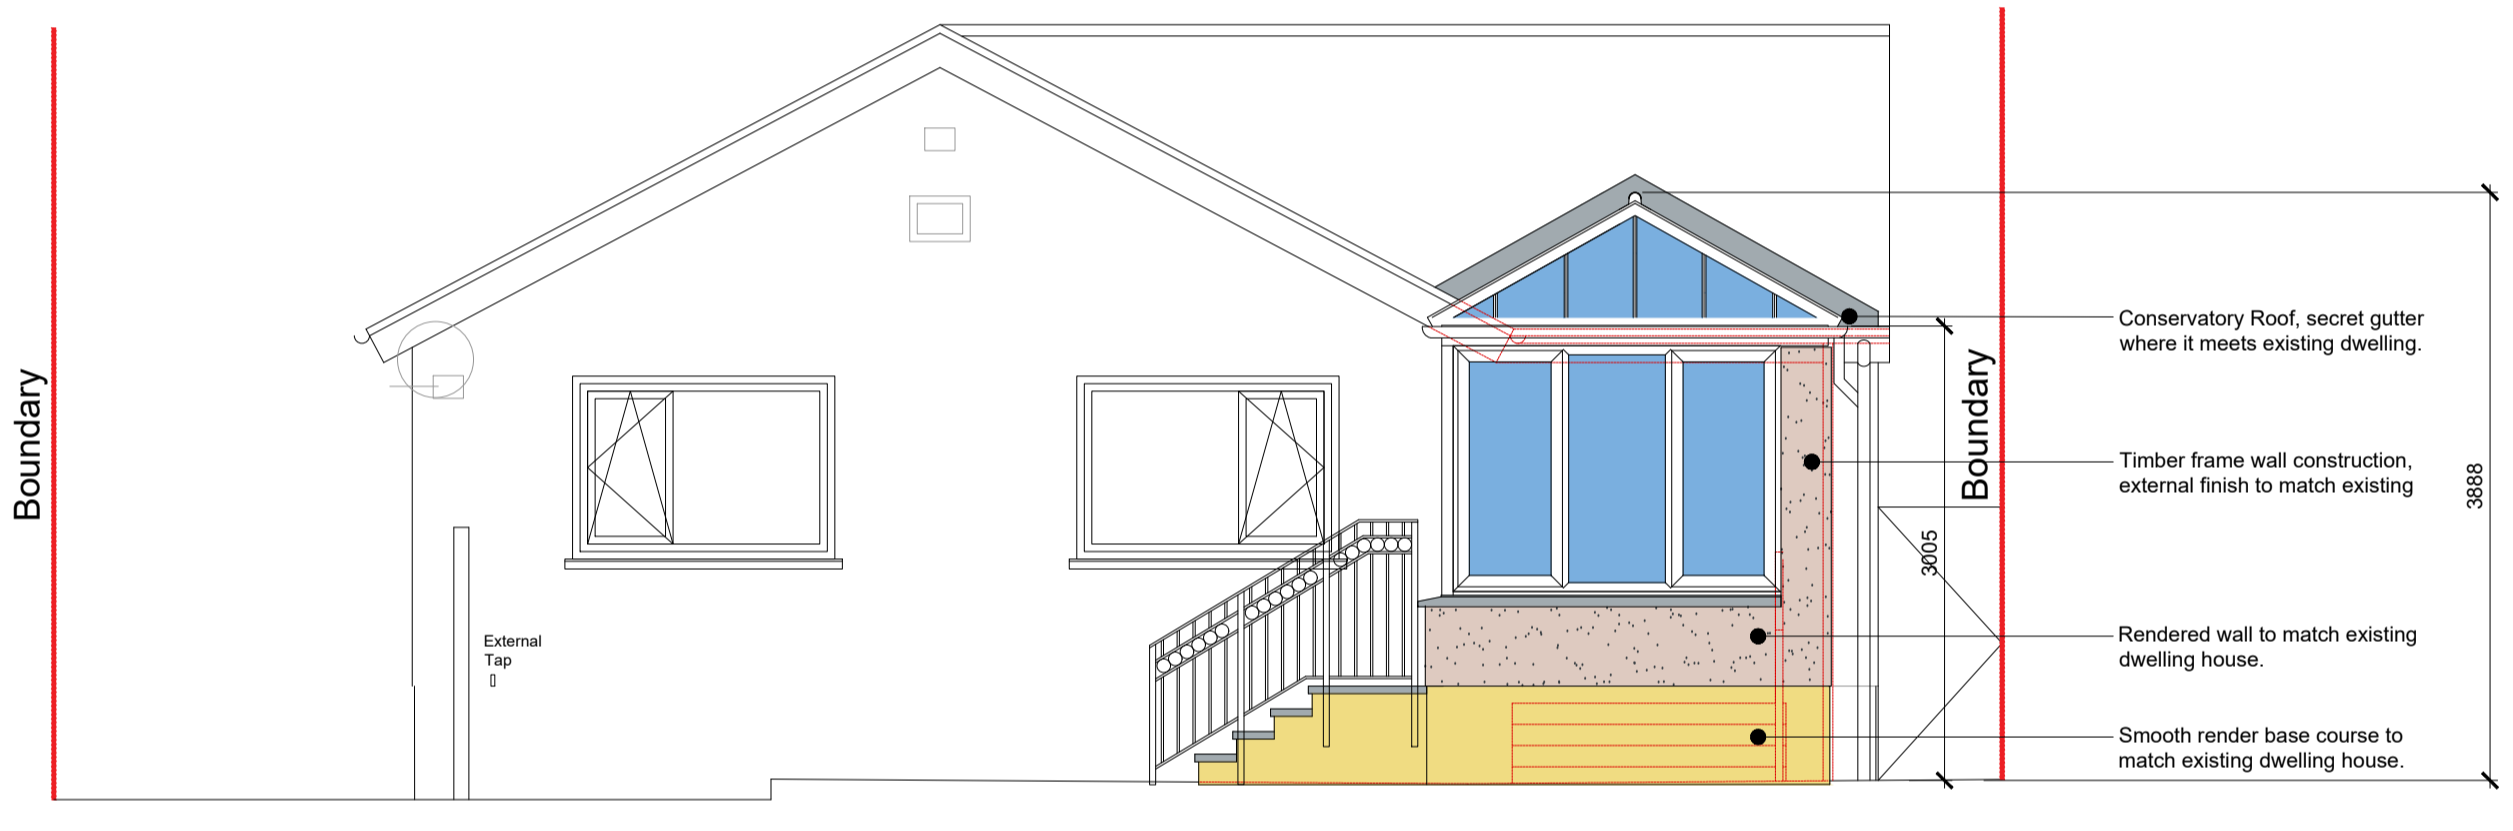 Boundary
External
Tap
Boundary
3005
3888
Conservatory Roof, secret gutter
where it meets existing dwelling.
Timber frame wall construction,
external finish to match existing
Rendered wall to match existing
dwelling house.
Smooth render base course to
match existing dwelling house.